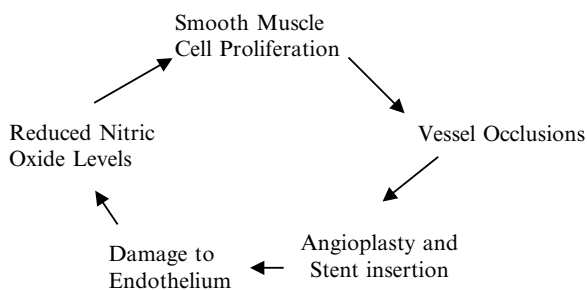 Smooth Muscle
Cell Proliferation
Reduced Nitric
Oxide Levels
Vessel Occlusions
Damage to
Endothelium
Angioplasty and
Stent insertion